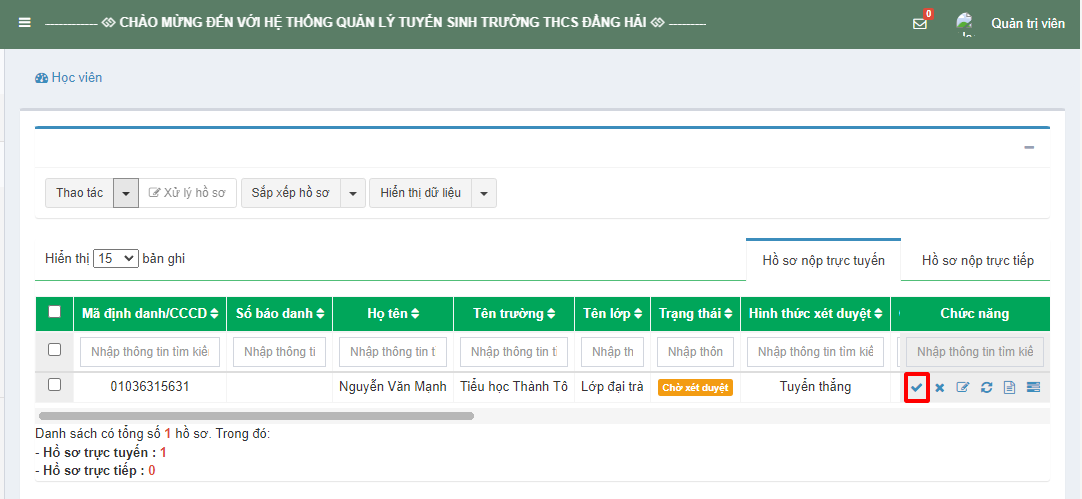 ------------ CHÀO MỪNG ĐẾN VỚI HỆ THỐNG QUẢN LÝ TUYỂN SINH TRƯỜNG THCS ĐẰNG HẢI ---------
0
Quản trị viên
Học viên
Thao tác
Xử lý hồ sơ
Sắp xếp hồ sơ
Hiển thị dữ liệu
Hiển thị 15 bản ghi
Hồ sơ nộp trực tuyến
Hồ sơ nộp trực tiếp
Mã định danh/CCCD Số báo danh Họ tên Tên trường Tên lớp Trạng thái Hình thức xét duyệt Chức năng
Nhập thông tin tìm kiế Nhập thông ti Nhập thông tin t Nhập thông tin ti Nhập th Nhập thôn Nhập thông tin tìm kiế Nhập thông tin tìm kiế
01036315631 Nguyễn Văn Mạnh Tiểu học Thành Tô Lớp đại trà Chờ xét duyệt Tuyển thẳng
Danh sách có tổng số 1 hồ sơ. Trong đó:
- Hồ sơ trực tuyến : 1
- Hồ sơ trực tiếp : 0